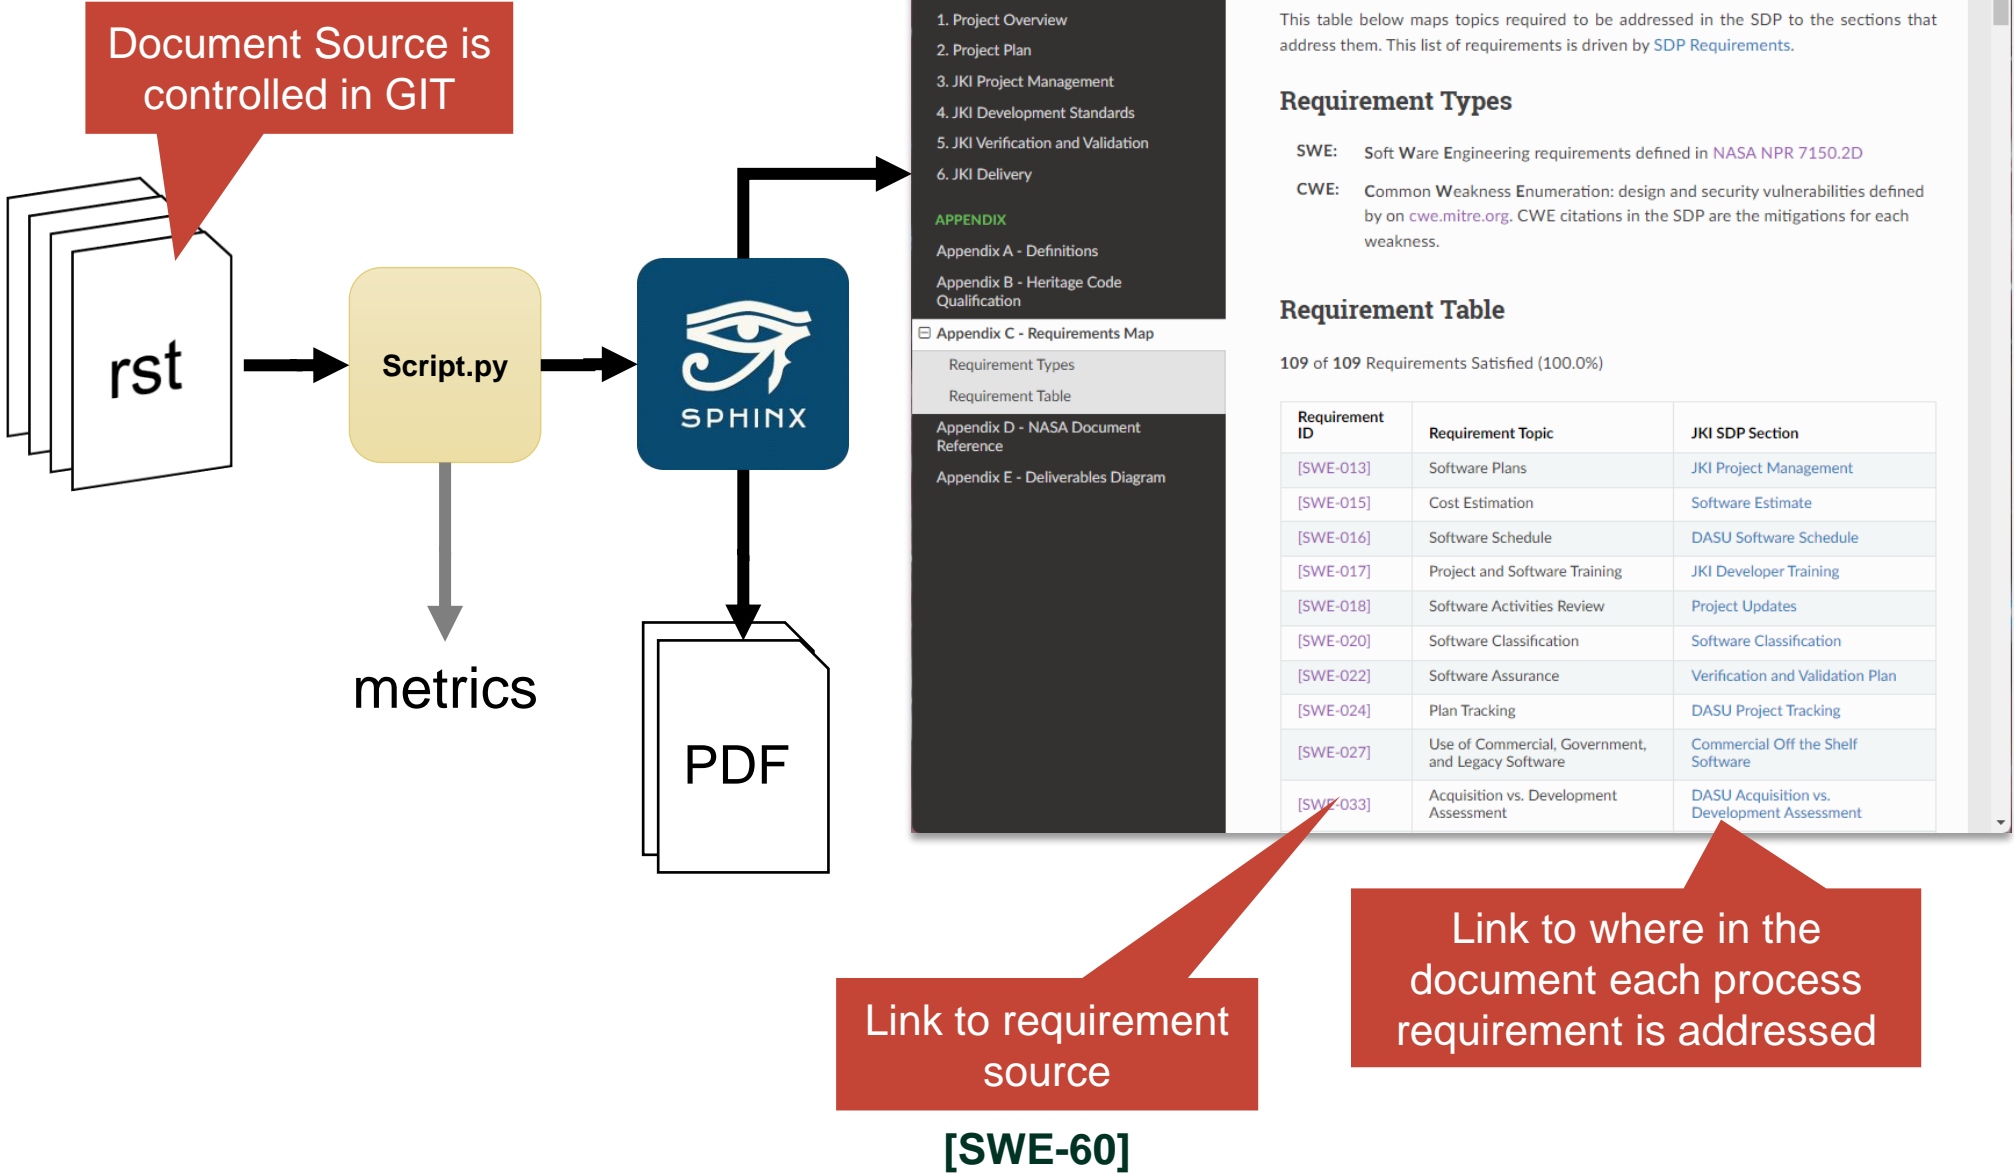 Document Source is
controlled in GIT
rst
Script.py
SPHINX
metrics
PDF
1. Project Overview
2. Project Plan
3. JKI Project Management
4. JKI Development Standards
5. JKI Verification and Validation
6. JKI Delivery
APPENDIX
Appendix A - Definitions
Appendix B - Heritage Code
Qualification
Appendix C - Requirements Map
Requirement Types
Requirement Table
Appendix D - NASA Document
Reference
Appendix E - Deliverables Diagram
This table below maps topics required to be addressed in the SDP to the sections that
address them. This list of requirements is driven by SDP Requirements.
Requirement Types
SWE: Soft Ware Engineering requirements defined in NASA NPR 7150.2D
CWE: Common Weakness Enumeration: design and security vulnerabilities defined
by on cwe.mitre.org. CWE citations in the SDP are the mitigations for each
weakness.
Requirement Table
109 of 109 Requirements Satisfied (100.0%)
Requirement
ID Requirement Topic JKI SDP Section
[SWE-013] Software Plans JKI Project Management
[SWE-015] Cost Estimation Software Estimate
[SWE-016] Software Schedule DASU Software Schedule
[SWE-017] Project and Software Training JKI Developer Training
[SWE-018] Software Activities Review Project Updates
[SWE-020] Software Classification Software Classification
[SWE-022] Software Assurance Verification and Validation Plan
[SWE-024] Plan Tracking DASU Project Tracking
[SWE-027] Use of Commercial, Government, Commercial Off the Shelf
and Legacy Software Software
[SWE-033] Acquisition vs. Development DASU Acquisition vs.
Assessment Development Assessment
Link to requirement
source
Link to where in the
document each process
requirement is addressed
[SWE-60]